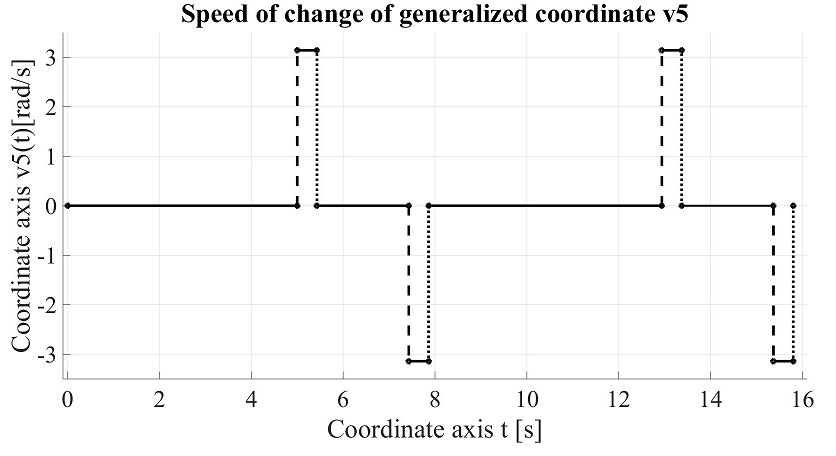 Speed of change of generalized coordinate v5
Coordinate axis v5(t)[rad/s]
3
2
1
0
-1
-2
-3
0 2 4 6 8 10 12 14 16
Coordinate axis t [s]